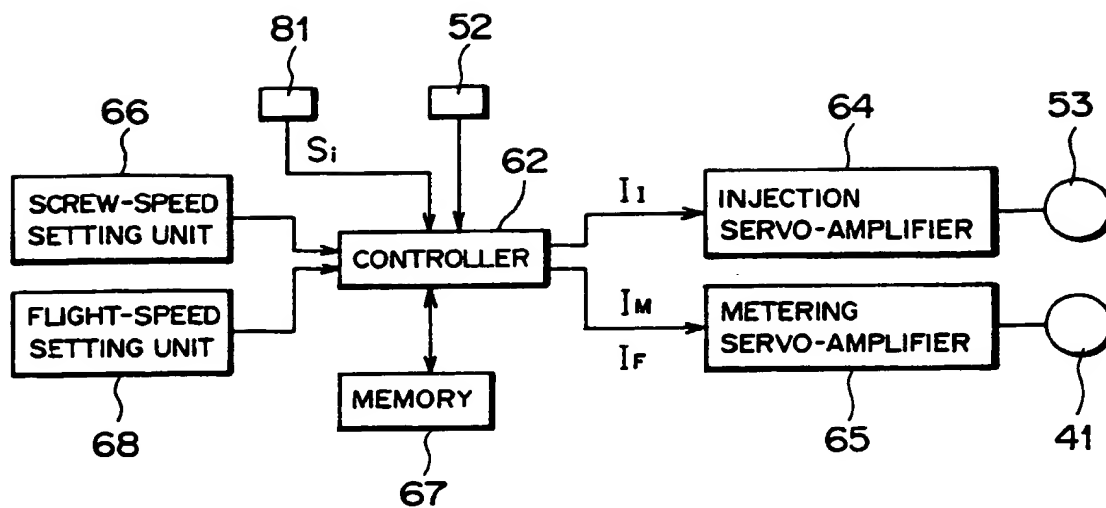 81
52
66
62
64
53
Si
SCREW-SPEED
SETTING UNIT
CONTROLLER
II
INJECTION
SERVO-AMPLIFIER
FLIGHT-SPEED
SETTING UNIT
IM
IF
METERING
SERVO-AMPLIFIER
MEMORY
68
67
65
41